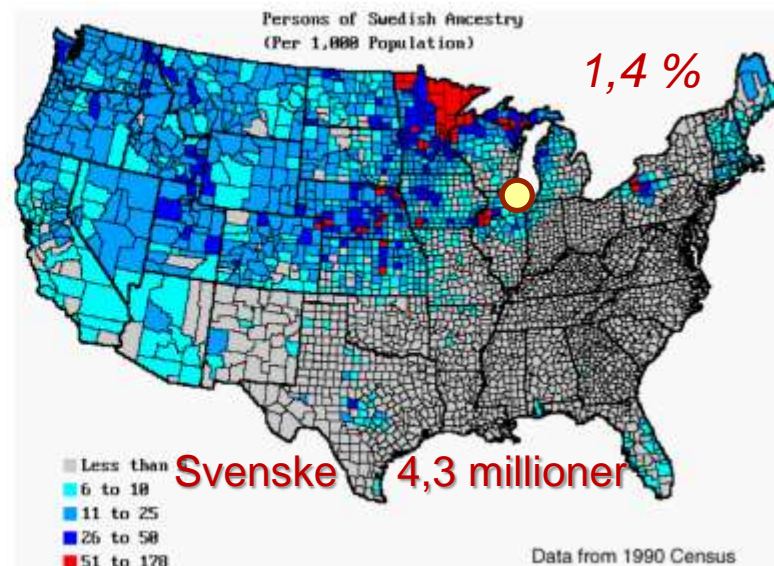 Persons of Swedish Ancestry
(Per 1,000 Population)
1,4 %
Less than
Svenske 4,3 millioner
6 to 10
11 to 25
26 to 50
51 to 178
Data from 1990 Census